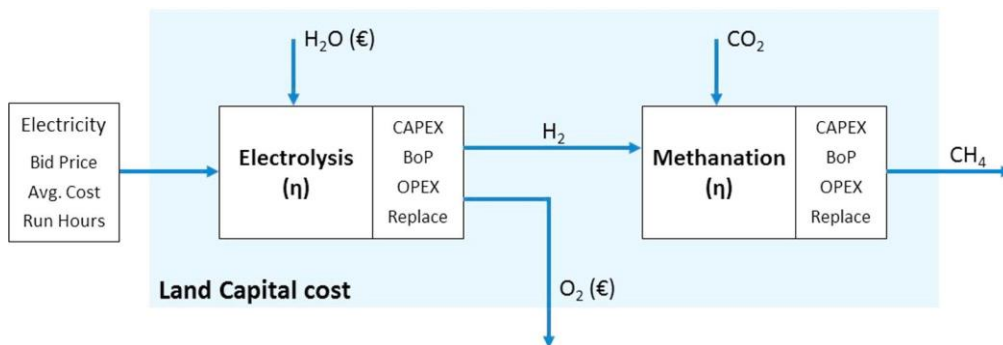 H₂O (€)
CO₂
Electricity
Bid Price
Avg. Cost
Run Hours
Electrolysis
(η)
CAPEX
BoP
OPEX
Replace
H₂
Methanation
(η)
CAPEX
BoP
OPEX
Replace
CH₄
Land Capital cost
O₂ (€)